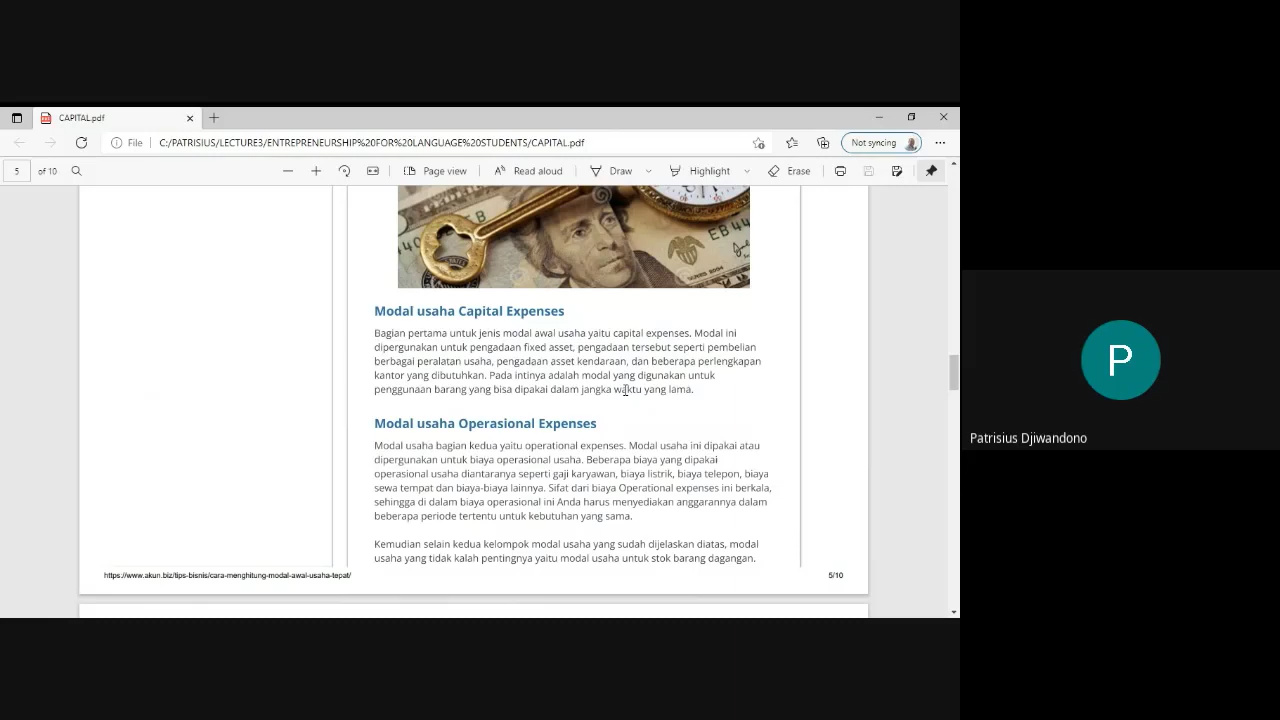 CAPITAL.pdf
File
C:/PATRISIUS/LECTURE3/ENTREPRENEURSHIP%20FOR%20LANGUAGE%20STUDENTS/CAPITAL.pdf
Not syncing
5 of 10
Page view
Read aloud
Draw
Highlight
Erase
EB 44
SERIES 2004
Modal usaha Capital Expenses
Bagian pertama untuk jenis modal awal usaha yaitu capital expenses. Modal ini
dipergunakan untuk pengadaan fixed asset, pengadaan tersebut seperti pembelian
berbagai peralatan usaha, pengadaan asset kendaraan, dan beberapa perlengkapan
kantor yang dibutuhkan. Pada intinya adalah modal yang digunakan untuk
penggunaan barang yang bisa dipakai dalam jangka waktu yang lama.
Modal usaha Operasional Expenses
Modal usaha bagian kedua yaitu operational expenses. Modal usaha ini dipakai atau
dipergunakan untuk biaya operasional usaha. Beberapa biaya yang dipakai
operasional usaha diantaranya seperti gaji karyawan, biaya listrik, biaya telepon, biaya
sewa tempat dan biaya-biaya lainnya. Sifat dari biaya Operational expenses ini berkala,
sehingga di dalam biaya operasional ini Anda harus menyediakan anggarannya dalam
beberapa periode tertentu untuk kebutuhan yang sama.
Kemudian selain kedua kelompok modal usaha yang sudah dijelaskan diatas, modal
usaha yang tidak kalah pentingnya yaitu modal usaha untuk stok barang dagangan.
https://www.akun.biz/tips-bisnis/cara-menghitung-modal-awal-usaha-tepat/
5/10
P
Patrisius Djiwandono